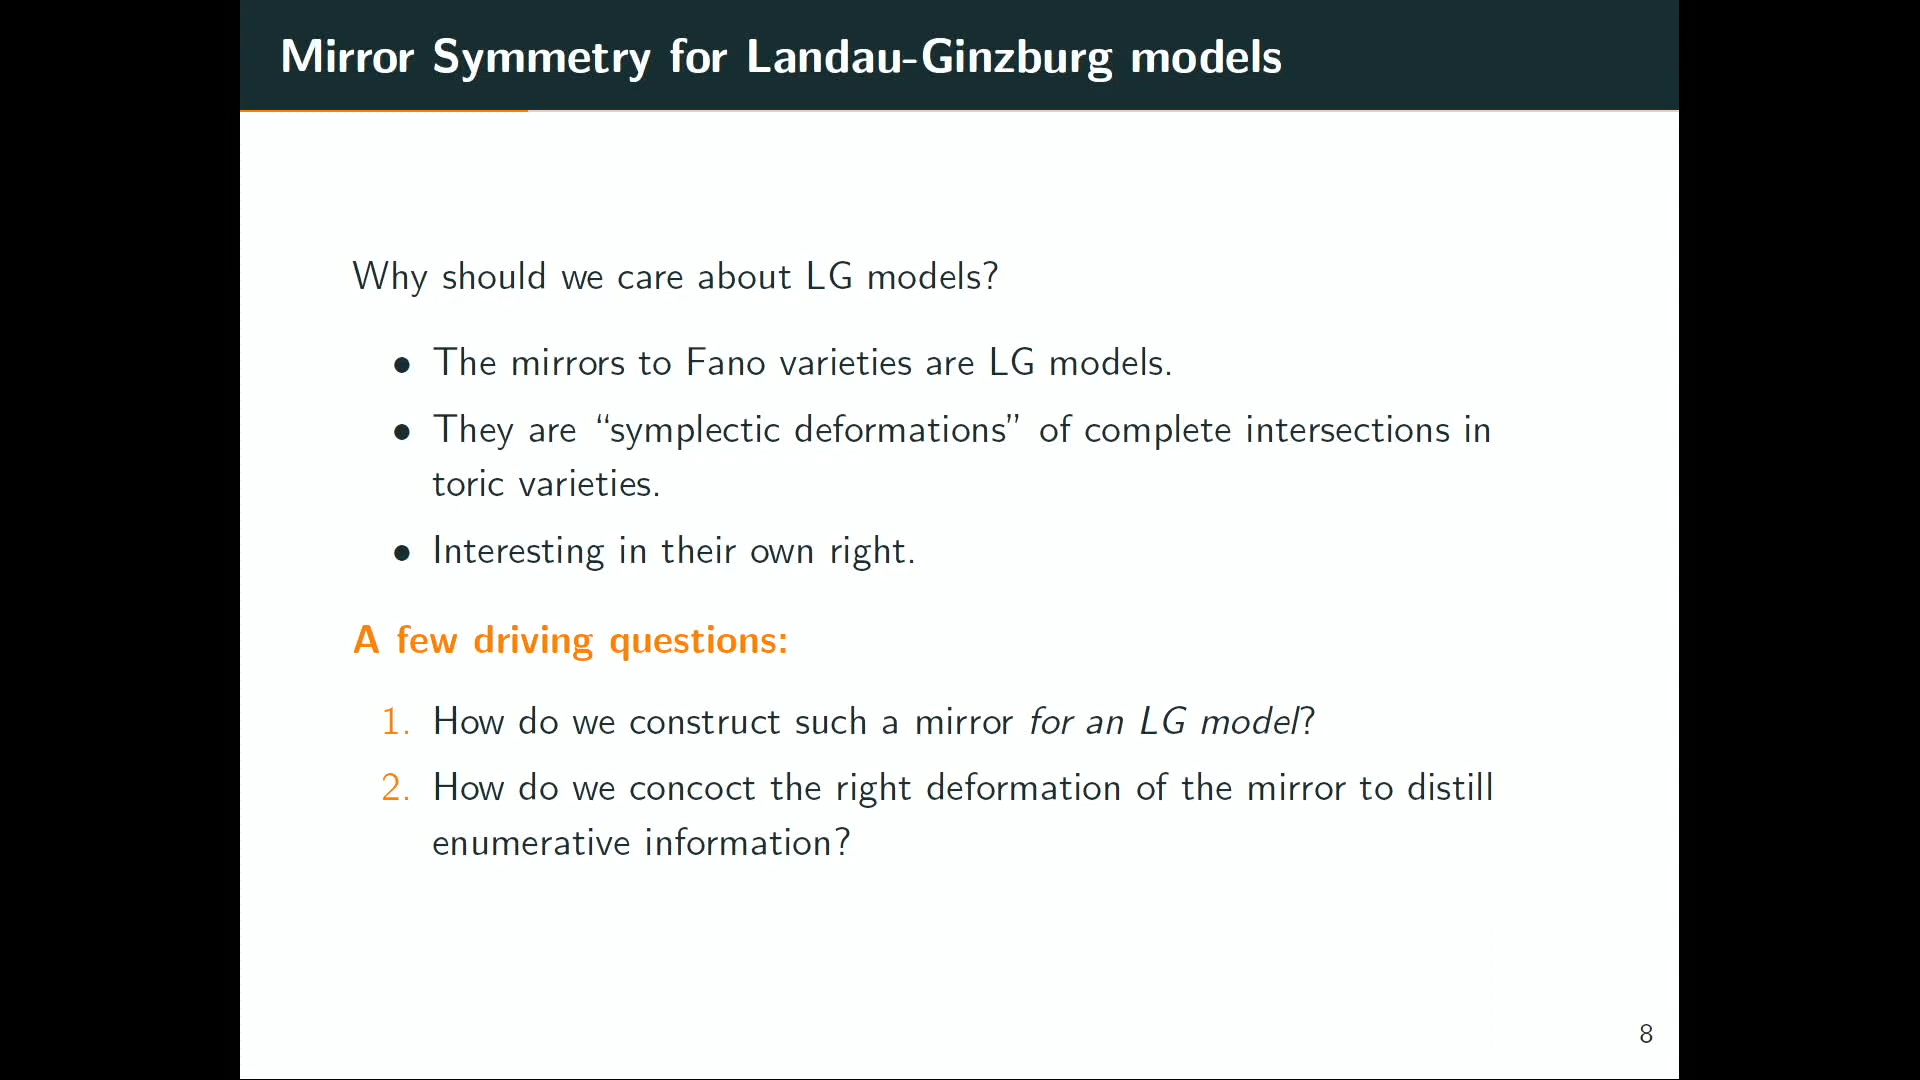 Mirror Symmetry for Landau-Ginzburg models
Why should we care about LG models?
• The mirrors to Fano varieties are LG models.
• They are “symplectic deformations” of complete intersections in
toric varieties.
• Interesting in their own right.
A few driving questions:
1. How do we construct such a mirror for an LG model?
2. How do we concoct the right deformation of the mirror to distill
enumerative information?
8